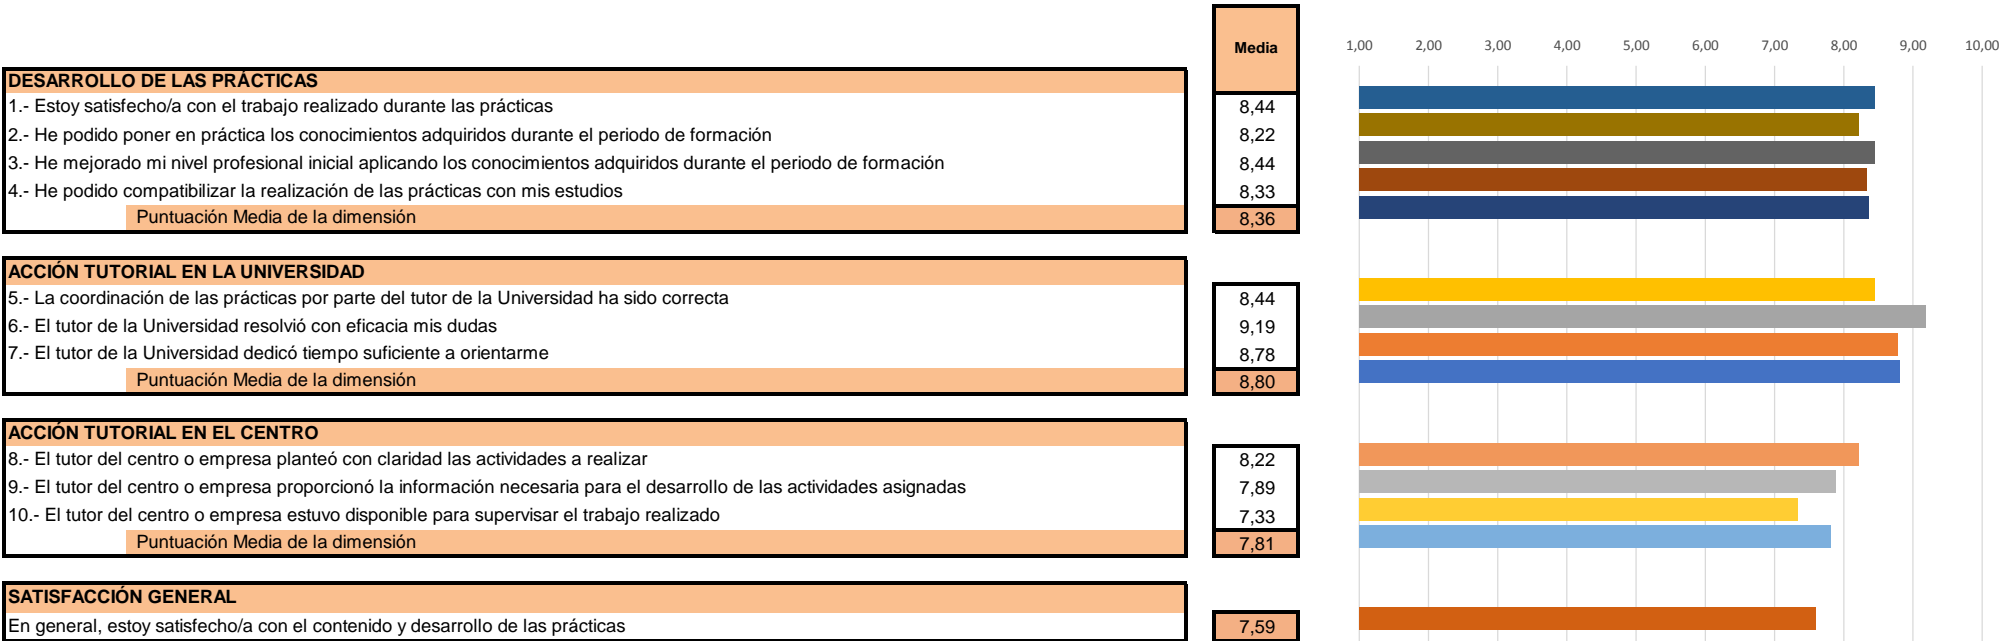 Media
1,00 2,00 3,00 4,00 5,00 6,00 7,00 8,00 9,00 10,00
DESARROLLO DE LAS PRÁCTICAS
1.- Estoy satisfecho/a con el trabajo realizado durante las prácticas 8,44
2.- He podido poner en práctica los conocimientos adquiridos durante el periodo de formación 8,22
3.- He mejorado mi nivel profesional inicial aplicando los conocimientos adquiridos durante el periodo de formación 8,44
4.- He podido compatibilizar la realización de las prácticas con mis estudios 8,33
Puntuación Media de la dimensión 8,36
ACCIÓN TUTORIAL EN LA UNIVERSIDAD
5.- La coordinación de las prácticas por parte del tutor de la Universidad ha sido correcta 8,44
6.- El tutor de la Universidad resolvió con eficacia mis dudas 9,19
7.- El tutor de la Universidad dedicó tiempo suficiente a orientarme 8,78
Puntuación Media de la dimensión 8,80
ACCIÓN TUTORIAL EN EL CENTRO
8.- El tutor del centro o empresa planteó con claridad las actividades a realizar 8,22
9.- El tutor del centro o empresa proporcionó la información necesaria para el desarrollo de las actividades asignadas 7,89
10.- El tutor del centro o empresa estuvo disponible para supervisar el trabajo realizado 7,33
Puntuación Media de la dimensión 7,81
SATISFACCIÓN GENERAL
En general, estoy satisfecho/a con el contenido y desarrollo de las prácticas 7,59